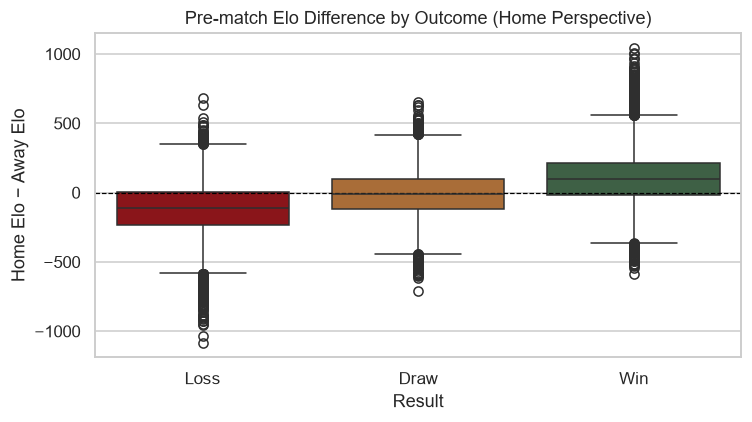 Pre-match Elo Difference by Outcome (Home Perspective)
Home Elo − Away Elo
1000
500
0
−500
−1000
Loss Draw Win
Result